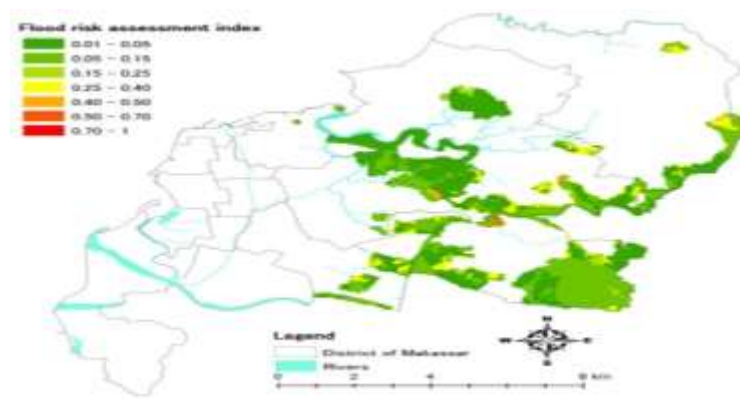 Flood risk assessment index
0.01 - 0.05
0.05 - 0.15
0.15 - 0.25
0.25 - 0.40
0.40 - 0.50
0.50 - 0.70
0.70 - 1
N
W E
S
Legend
District of Makassar
Rivers
0 2 4 8 km